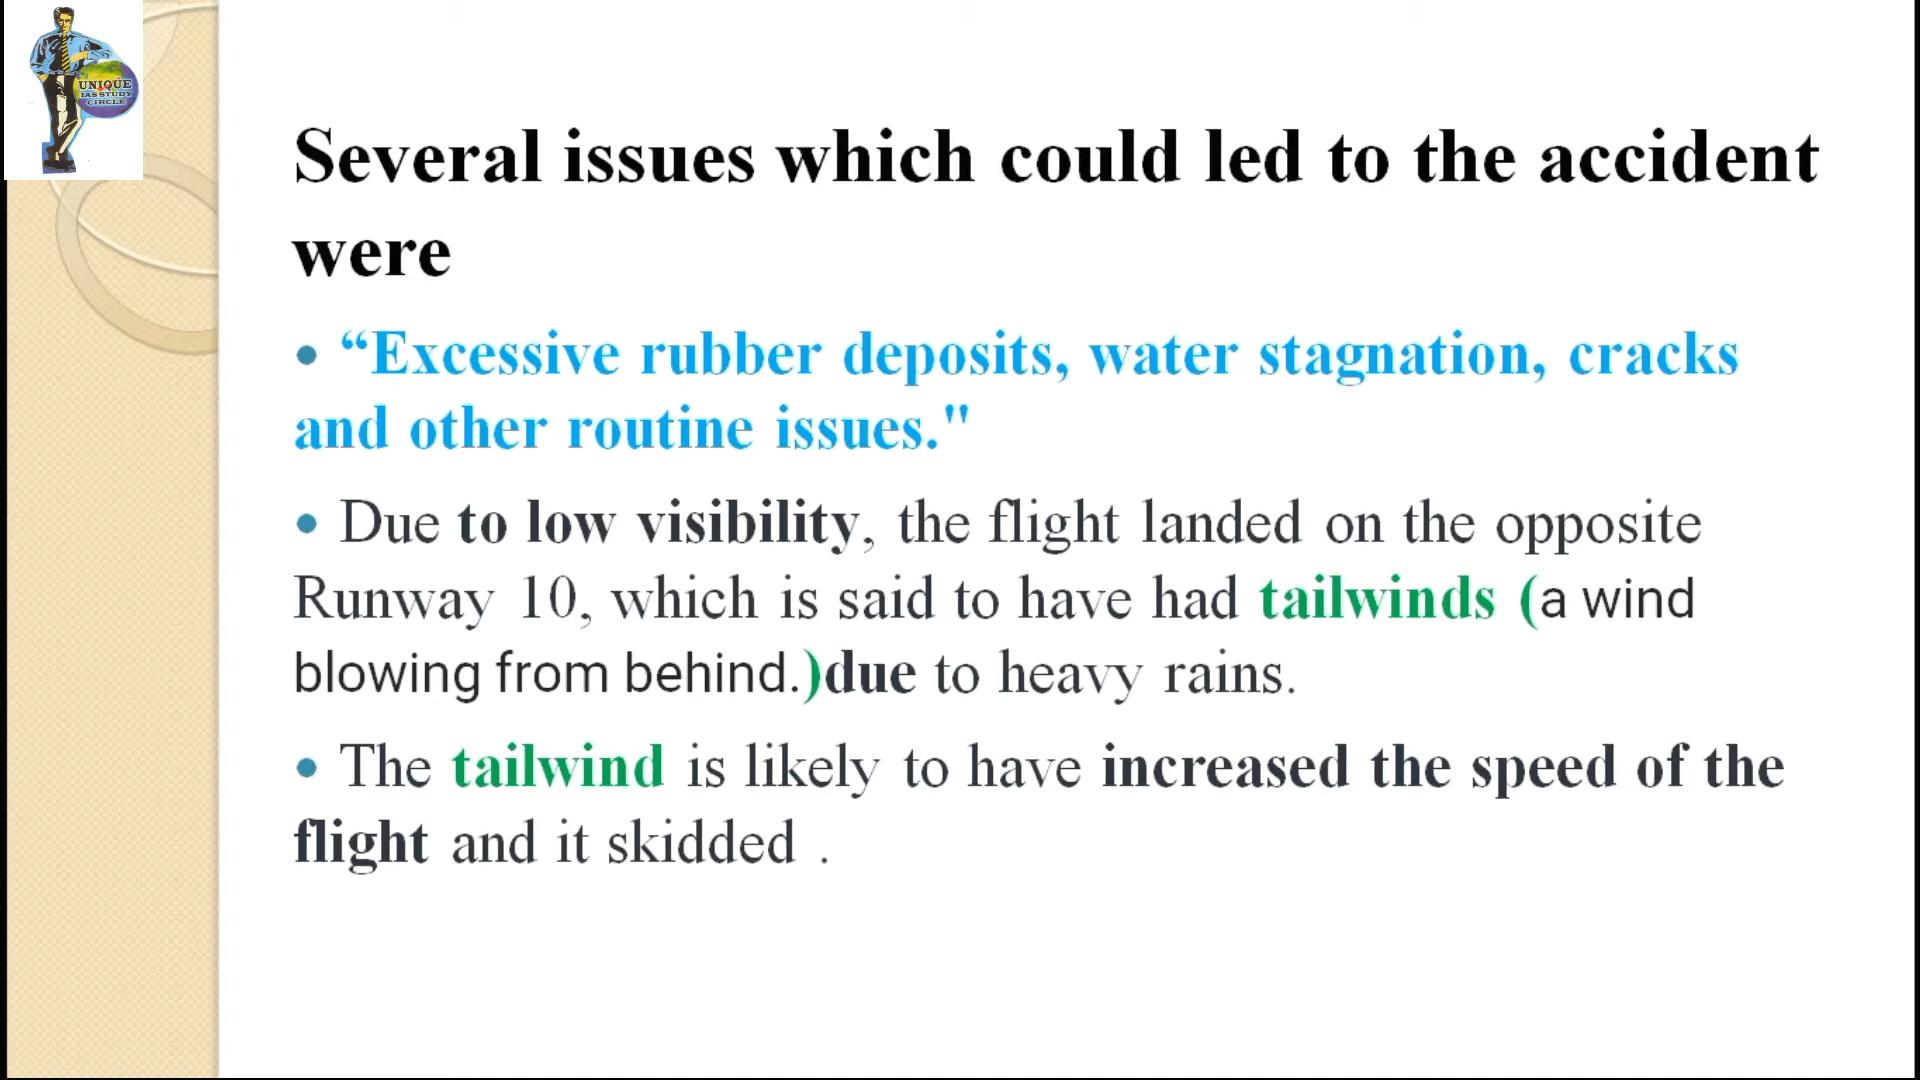 UNIQUE
IAS STUDY
CIRCLE
Several issues which could led to the accident
were
• “Excessive rubber deposits, water stagnation, cracks
and other routine issues."
• Due to low visibility, the flight landed on the opposite
Runway 10, which is said to have had tailwinds (a wind
blowing from behind.)due to heavy rains.
• The tailwind is likely to have increased the speed of the
flight and it skidded .